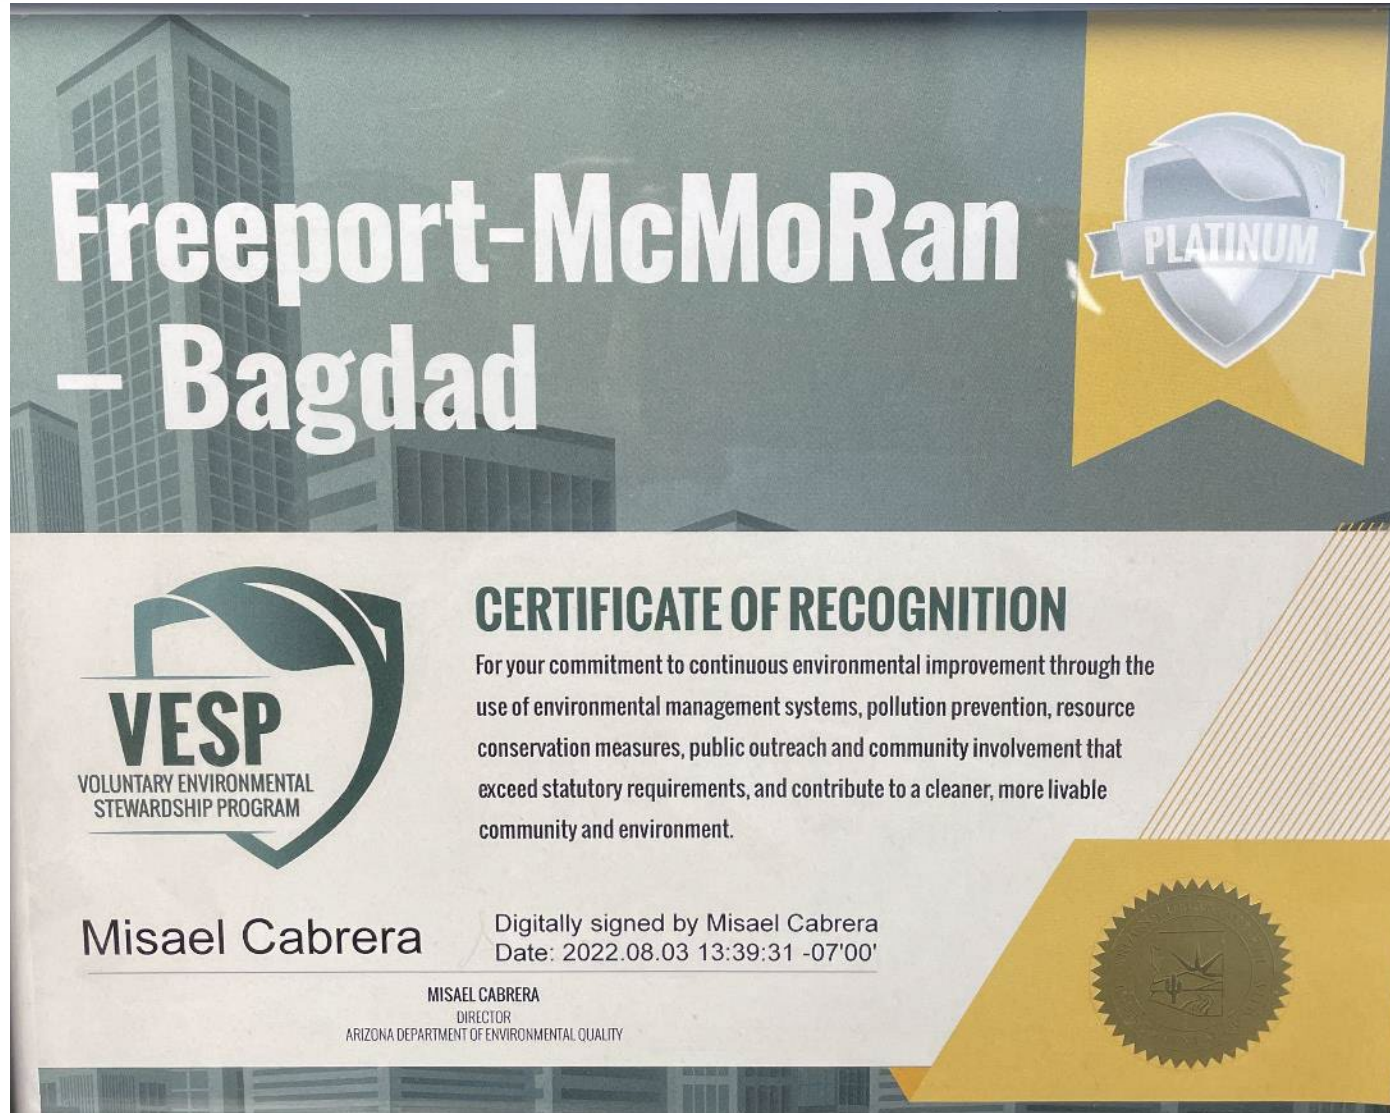 Freeport-McMoRan
– Bagdad
PLATINUM
VESP
VOLUNTARY ENVIRONMENTAL
STEWARDSHIP PROGRAM
CERTIFICATE OF RECOGNITION
For your commitment to continuous environmental improvement through the
use of environmental management systems, pollution prevention, resource
conservation measures, public outreach and community involvement that
exceed statutory requirements, and contribute to a cleaner, more livable
community and environment.
Misael Cabrera
Digitally signed by Misael Cabrera
Date: 2022.08.03 13:39:31 -07'00'
MISAEL CABRERA
DIRECTOR
ARIZONA DEPARTMENT OF ENVIRONMENTAL QUALITY